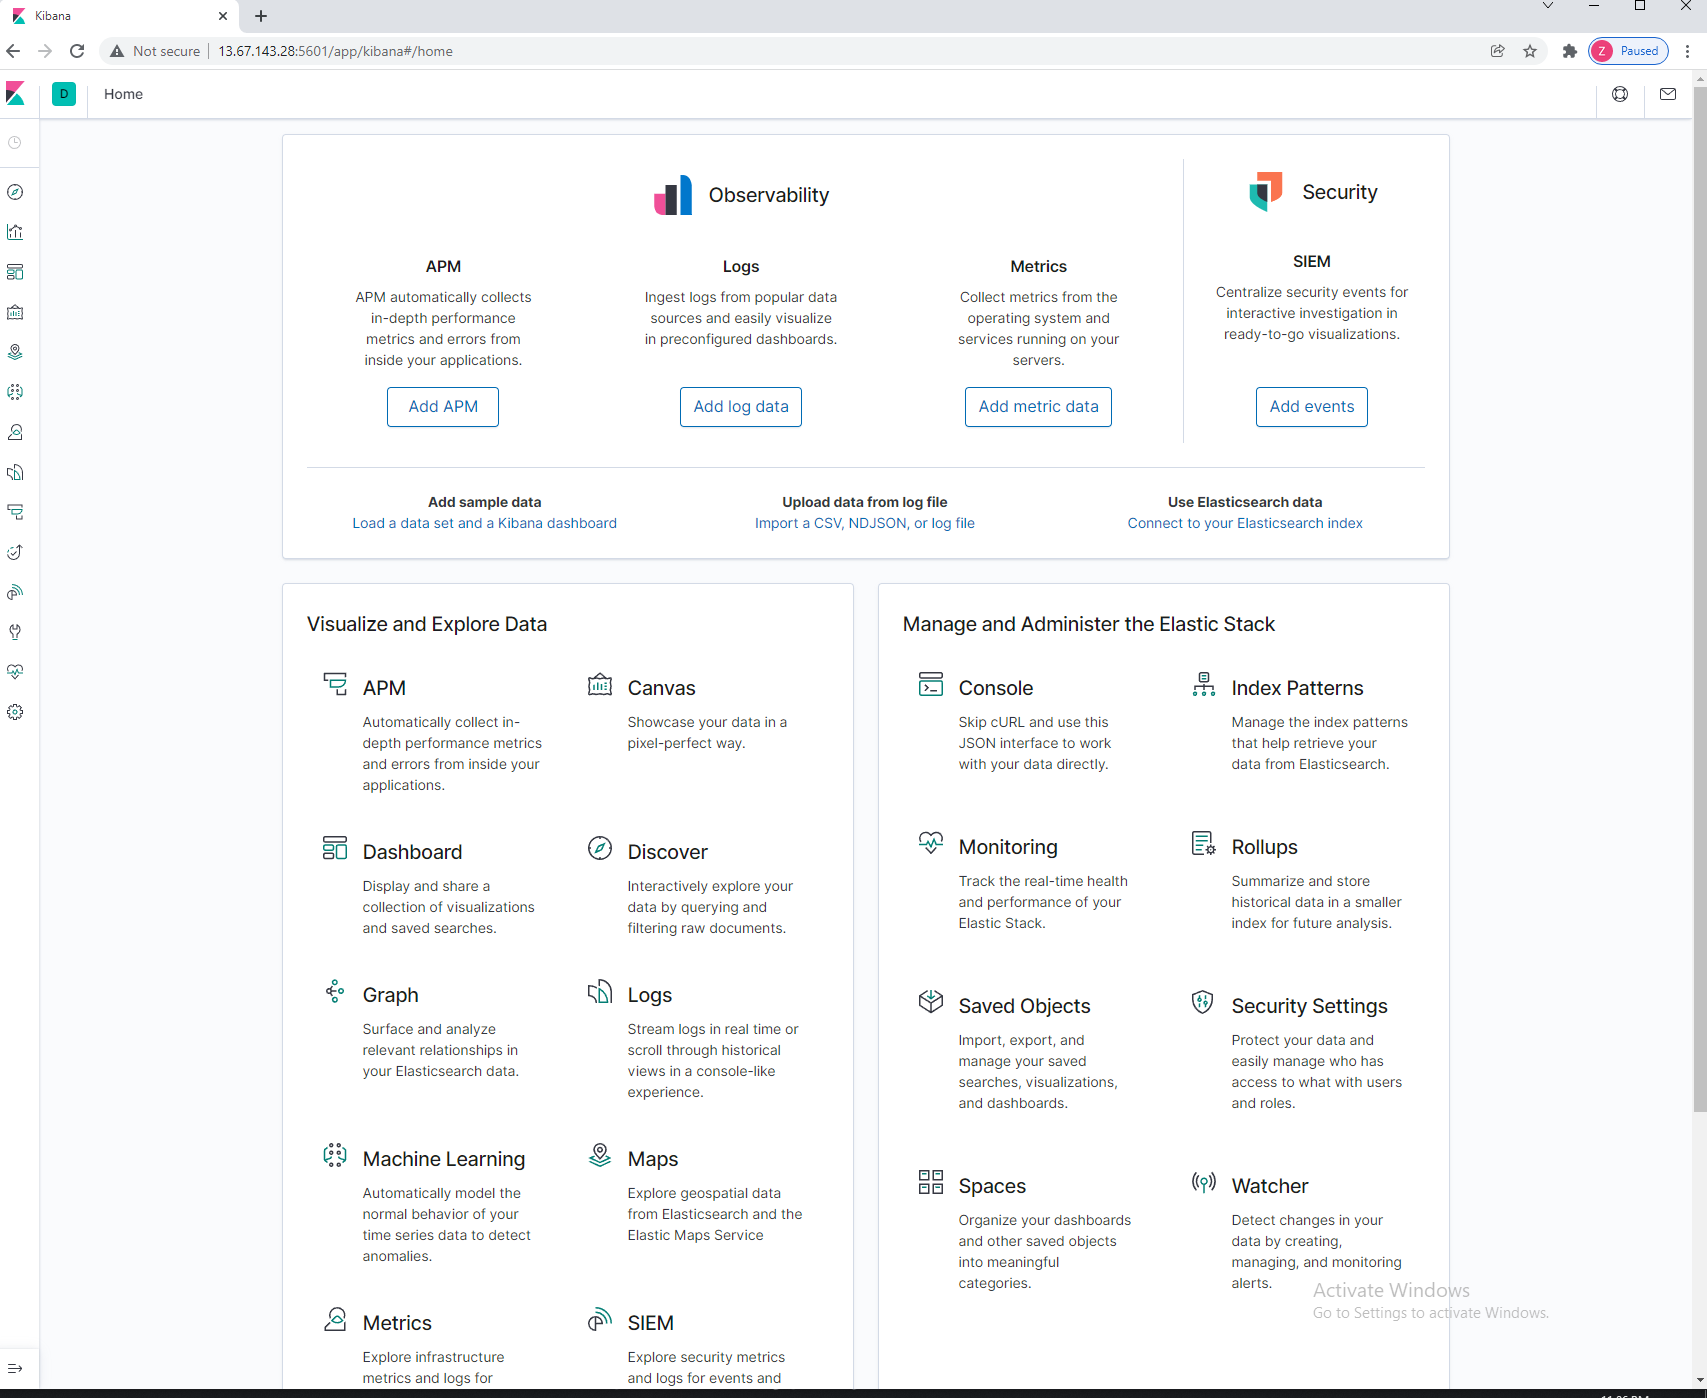 Kibana
Not secure
13.67.143.28:5601/app/kibana#/home
Z
Paused
D
Home
Observability
Security
APM
APM automatically collects
in-depth performance
metrics and errors from
inside your applications.
Add APM
Logs
Ingest logs from popular data
sources and easily visualize
in preconfigured dashboards.
Add log data
Metrics
Collect metrics from the
operating system and
services running on your
servers.
Add metric data
SIEM
Centralize security events for
interactive investigation in
ready-to-go visualizations.
Add events
Add sample data
Load a data set and a Kibana dashboard
Upload data from log file
Import a CSV, NDJSON, or log file
Use Elasticsearch data
Connect to your Elasticsearch index
Visualize and Explore Data
APM
Automatically collect in-
depth performance metrics
and errors from inside your
applications.
Canvas
Showcase your data in a
pixel-perfect way.
Dashboard
Display and share a
collection of visualizations
and saved searches.
Discover
Interactively explore your
data by querying and
filtering raw documents.
Graph
Surface and analyze
relevant relationships in
your Elasticsearch data.
Logs
Stream logs in real time or
scroll through historical
views in a console-like
experience.
Machine Learning
Automatically model the
normal behavior of your
time series data to detect
anomalies.
Maps
Explore geospatial data
from Elasticsearch and the
Elastic Maps Service
Metrics
Explore infrastructure
metrics and logs for
SIEM
Explore security metrics
and logs for events and
Manage and Administer the Elastic Stack
Console
Skip cURL and use this
JSON interface to work
with your data directly.
Index Patterns
Manage the index patterns
that help retrieve your
data from Elasticsearch.
Monitoring
Track the real-time health
and performance of your
Elastic Stack.
Rollups
Summarize and store
historical data in a smaller
index for future analysis.
Saved Objects
Import, export, and
manage your saved
searches, visualizations,
and dashboards.
Security Settings
Protect your data and
easily manage who has
access to what with users
and roles.
Spaces
Organize your dashboards
and other saved objects
into meaningful
categories.
Watcher
Detect changes in your
data by creating,
managing, and monitoring
alerts.
Activate Windows
Go to Settings to activate Windows.